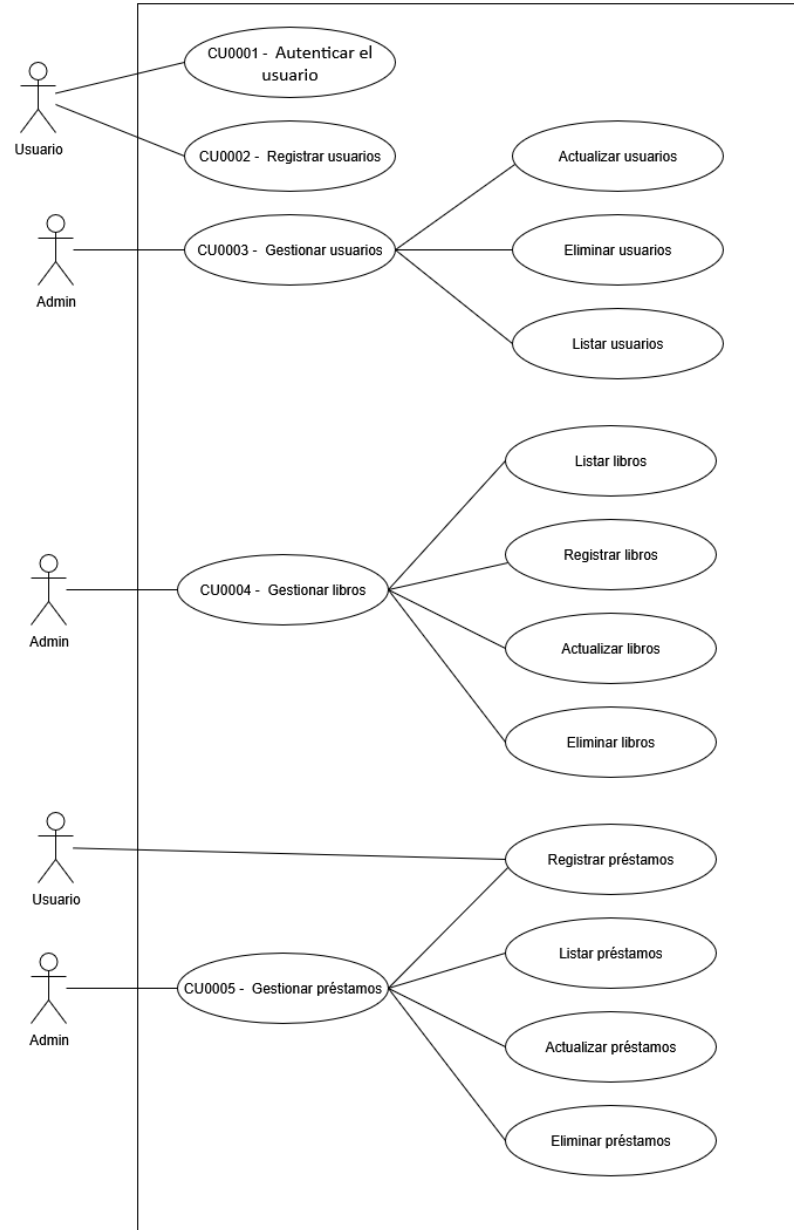 CU0001 - Autenticar el
usuario
Usuario
CU0002 - Registrar usuarios
Actualizar usuarios
Admin
CU0003 - Gestionar usuarios
Eliminar usuarios
Listar usuarios
Listar libros
Registrar libros
Admin
CU0004 - Gestionar libros
Actualizar libros
Eliminar libros
Usuario
Registrar préstamos
Listar préstamos
Admin
CU0005 - Gestionar préstamos
Actualizar préstamos
Eliminar préstamos